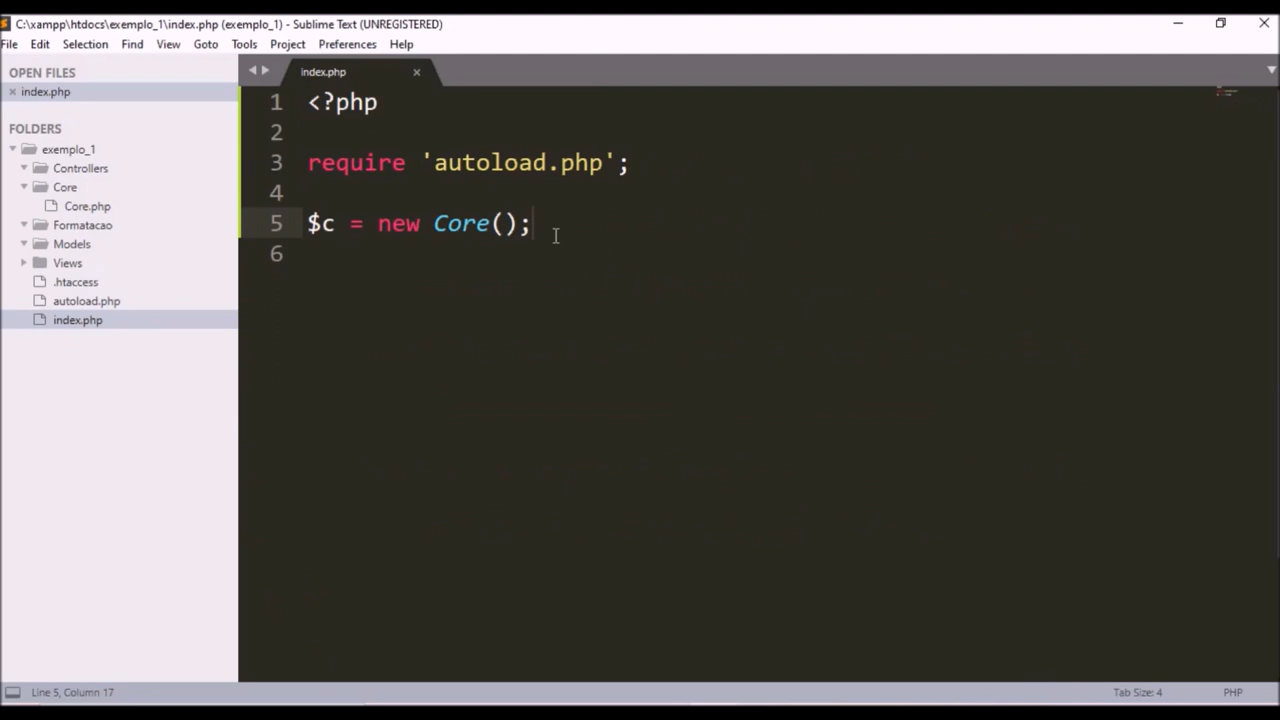 C:\xampp\htdocs\exemplo_1\index.php (exemplo_1) - Sublime Text (UNREGISTERED)
File Edit Selection Find View Goto Tools Project Preferences Help
OPEN FILES
index.php
FOLDERS
exemplo_1
Controllers
Core
Core.php
Formatacao
Models
Views
.htaccess
autoload.php
index.php
index.php
1 <?php
2
3 require 'autoload.php';
4
5 $c = new Core();
6
Line 5, Column 17
Tab Size: 4
PHP